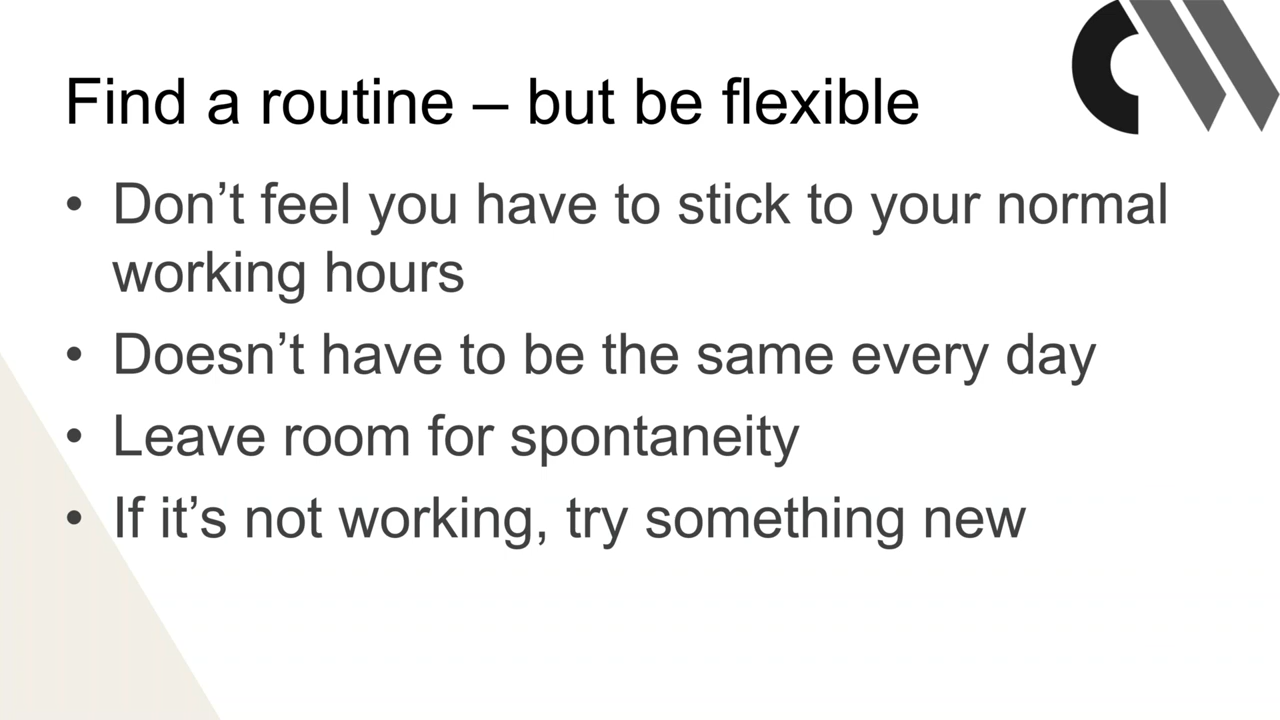 Find a routine – but be flexible
• Don’t feel you have to stick to your normal
working hours
• Doesn’t have to be the same every day
• Leave room for spontaneity
• If it’s not working, try something new